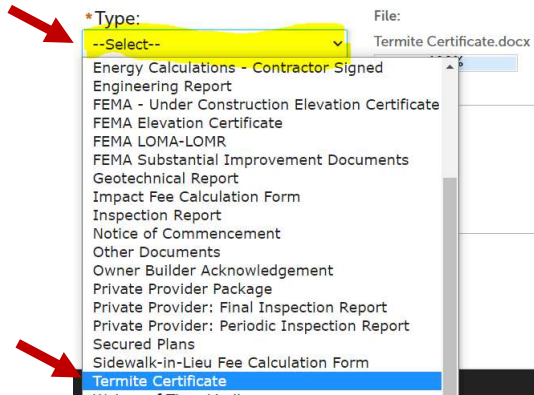 *Type:
File:
--Select--
Termite Certificate.docx
Energy Calculations - Contractor Signed
Engineering Report
FEMA - Under Construction Elevation Certificate
FEMA Elevation Certificate
FEMA LOMA-LOMR
FEMA Substantial Improvement Documents
Geotechnical Report
Impact Fee Calculation Form
Inspection Report
Notice of Commencement
Other Documents
Owner Builder Acknowledgement
Private Provider Package
Private Provider: Final Inspection Report
Private Provider: Periodic Inspection Report
Secured Plans
Sidewalk-in-Lieu Fee Calculation Form
Termite Certificate